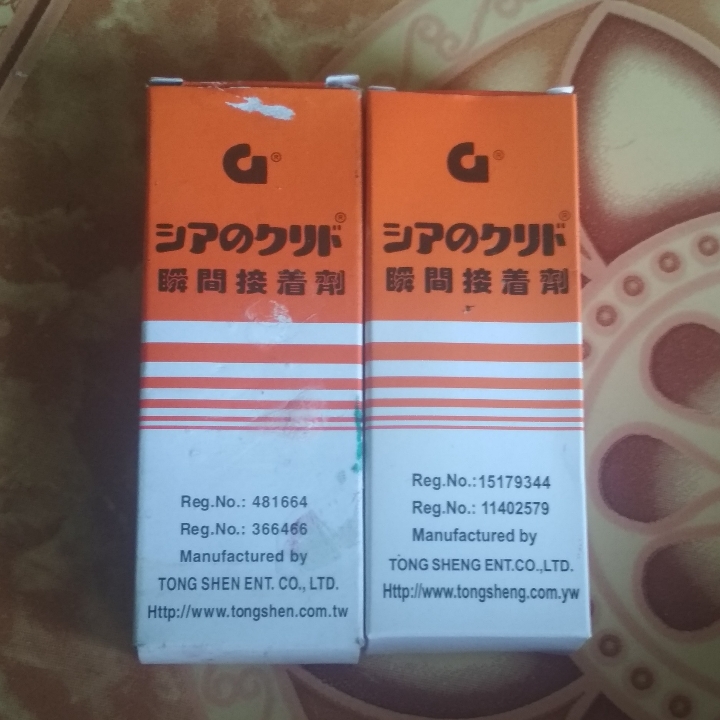 G®
シアのクリド®
瞬間接着劑
Reg.No.: 481664
Reg.No.: 366466
Manufactured by
TONG SHEN ENT. CO., LTD.
Http://www.tongshen.com.tw
G®
シアのクリド®
瞬間接着劑
Reg.No.:15179344
Reg.No.: 11402579
Manufactured by
TONG SHENG ENT.CO.,LTD.
Http://www.tongsheng.com.yw